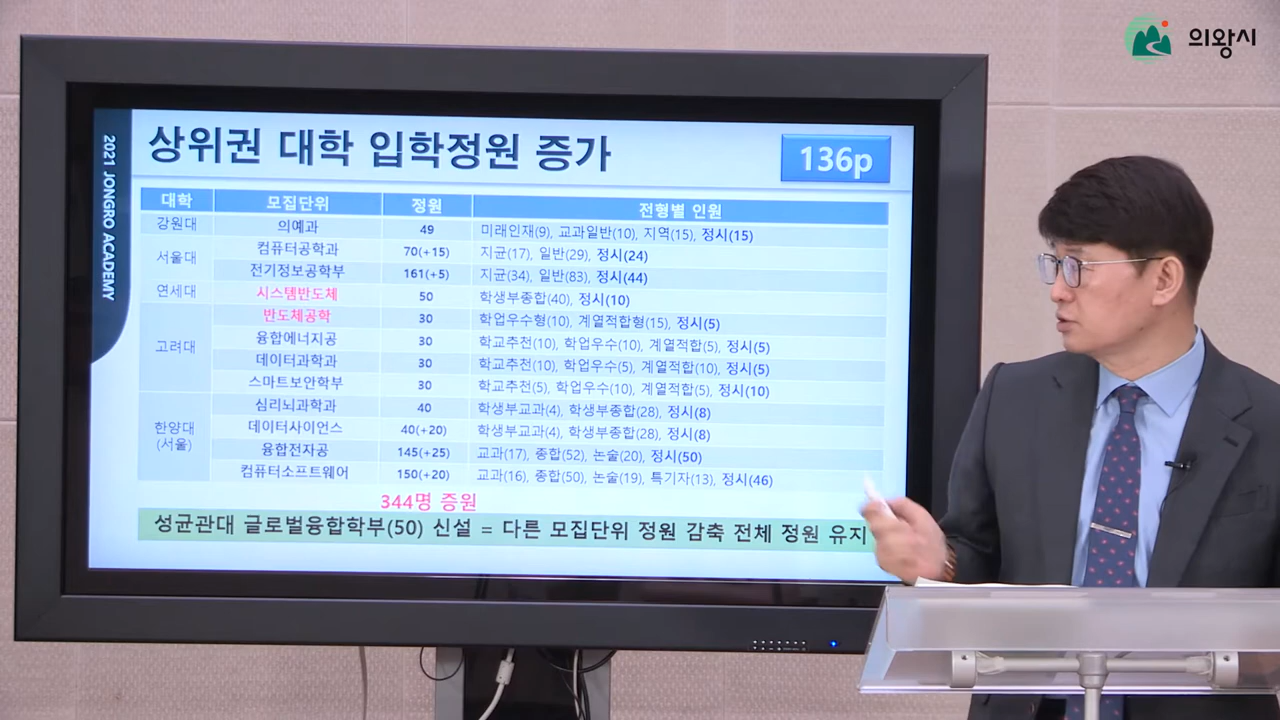 의왕시
2021 JONGRO ACADEMY
상위권 대학 입학정원 증가
136p
대학 모집단위 정원 전형별 인원
강원대 의예과 49 미래인재(9), 교과일반(10), 지역(15), 정시(15)
서울대 컴퓨터공학과 70(+15) 지균(17), 일반(29), 정시(24)
전기정보공학부 161(+5) 지균(34), 일반(83), 정시(44)
연세대 시스템반도체 50 학생부종합(40), 정시(10)
고려대 반도체공학 30 학업우수형(10), 계열적합형(15), 정시(5)
융합에너지공 30 학교추천(10), 학업우수(10), 계열적합(5), 정시(5)
데이터과학과 30 학교추천(10), 학업우수(5), 계열적합(10), 정시(5)
스마트보안학부 30 학교추천(5), 학업우수(10), 계열적합(5), 정시(10)
한양대 (서울) 심리뇌과학과 40 학생부교과(4), 학생부종합(28), 정시(8)
데이터사이언스 40(+20) 학생부교과(4), 학생부종합(28), 정시(8)
융합전자공 145(+25) 교과(17), 종합(52), 논술(20), 정시(50)
컴퓨터소프트웨어 150(+20) 교과(16), 종합(50), 논술(19), 특기자(13), 정시(46)
344명 증원
성균관대 글로벌융합학부(50) 신설 = 다른 모집단위 정원 감축 전체 정원 유지